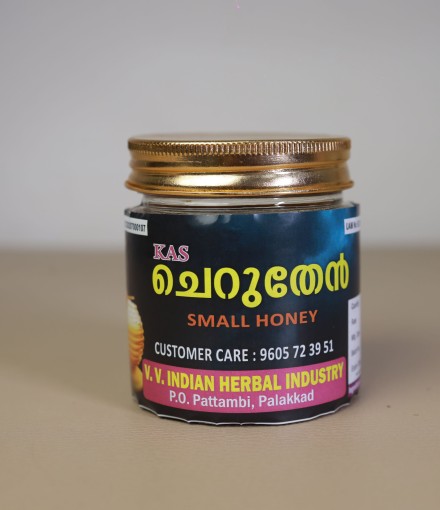 KAS
ചെറുതേൻ
SMALL HONEY
CUSTOMER CARE : 9605 72 39 51
V. V. INDIAN HERBAL INDUSTRY
P.O. Pattambi, Palakkad